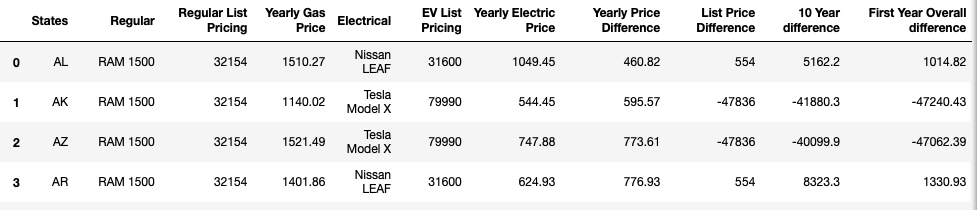 States Regular Regular List Pricing Yearly Gas Price Electrical EV List Pricing Yearly Electric Price Yearly Price Difference List Price Difference 10 Year difference First Year Overall difference
0 AL RAM 1500 32154 1510.27 Nissan LEAF 31600 1049.45 460.82 554 5162.2 1014.82
1 AK RAM 1500 32154 1140.02 Tesla Model X 79990 544.45 595.57 -47836 -41880.3 -47240.43
2 AZ RAM 1500 32154 1521.49 Tesla Model X 79990 747.88 773.61 -47836 -40099.9 -47062.39
3 AR RAM 1500 32154 1401.86 Nissan LEAF 31600 624.93 776.93 554 8323.3 1330.93